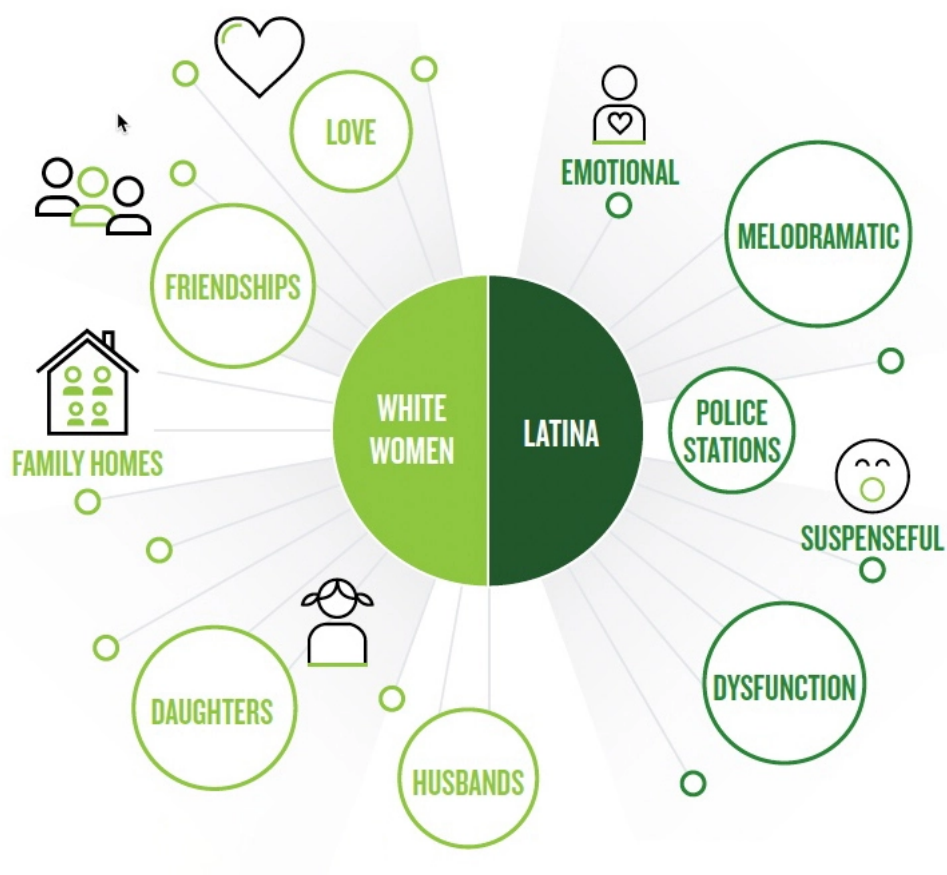 LOVE
EMOTIONAL
MELODRAMATIC
FRIENDSHIPS
WHITE
WOMEN
LATINA
POLICE
STATIONS
FAMILY HOMES
SUSPENSEFUL
DAUGHTERS
DYSFUNCTION
HUSBANDS